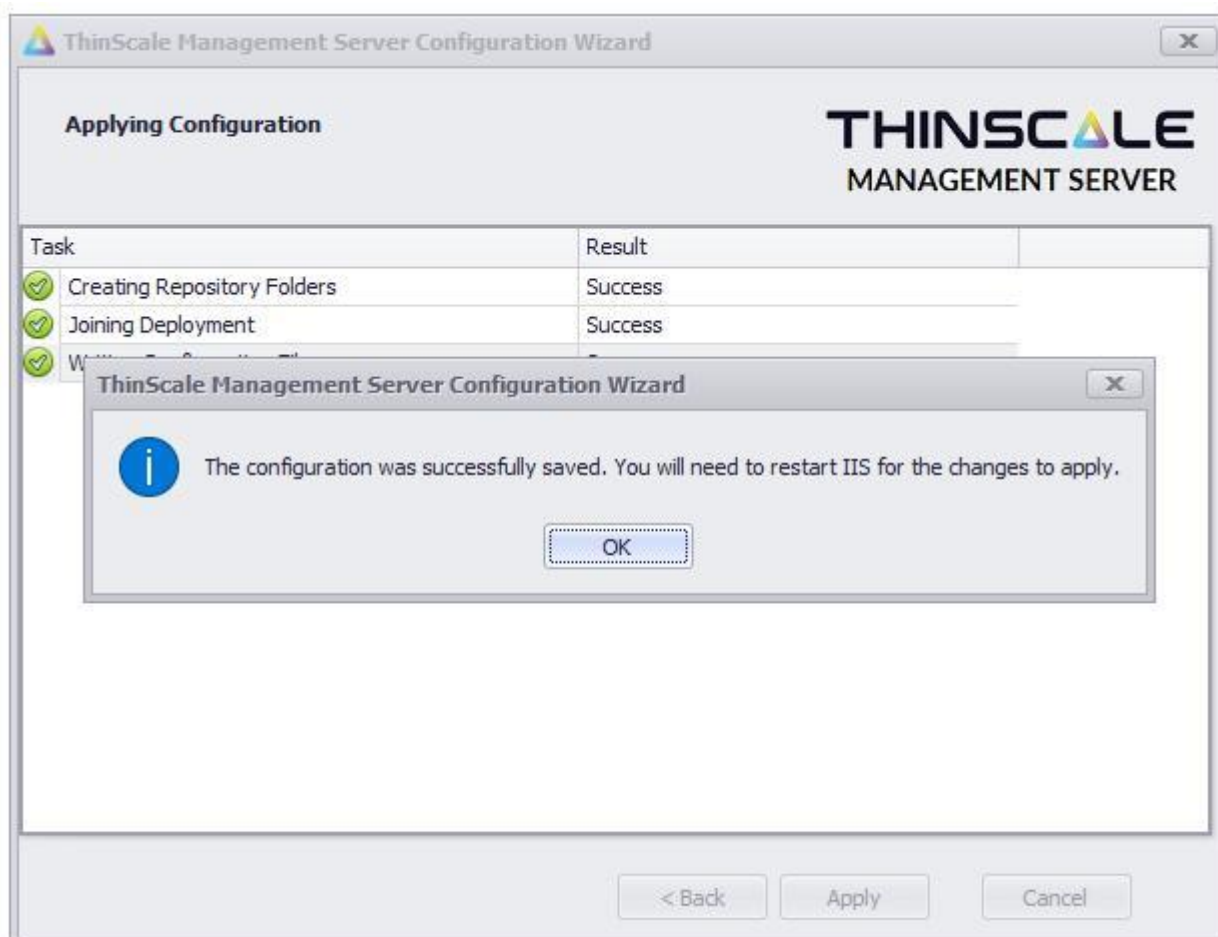 ThinScale Management Server Configuration Wizard
Applying Configuration
THINSCALE
MANAGEMENT SERVER
Task Result
Creating Repository Folders Success
Joining Deployment Success
ThinScale Management Server Configuration Wizard
The configuration was successfully saved. You will need to restart IIS for the changes to apply.
OK
< Back Apply Cancel